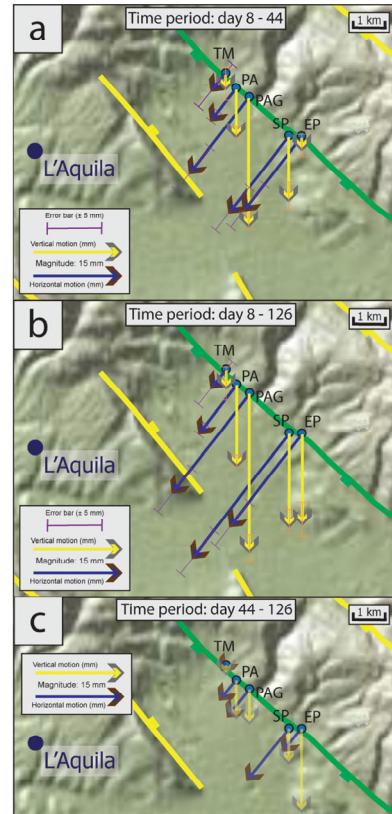 a
Time period: day 8 - 44
1 km
TM
PA
PAG
SP
EP
L'Aquila
Error bar (± 5 mm)
Vertical motion (mm)
Magnitude: 15 mm
Horizontal motion (mm)
b
Time period: day 8 - 126
1 km
TM
PA
PAG
SP
EP
L'Aquila
Error bar (± 5 mm)
Vertical motion (mm)
Magnitude: 15 mm
Horizontal motion (mm)
c
Time period: day 44 - 126
1 km
TM
PA
PAG
SP
EP
Vertical motion (mm)
Magnitude: 15 mm
Horizontal motion (mm)
L'Aquila